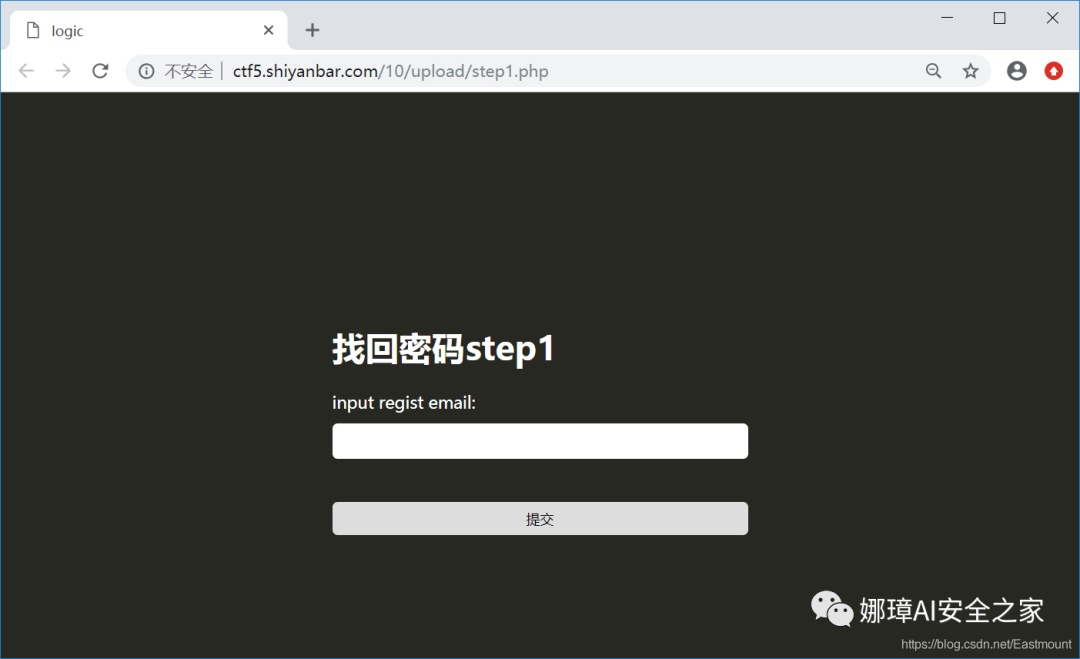 logic
不安全 ctf5.shiyanbar.com/10/upload/step1.php
找回密码step1
input regist email:
提交
娜璋AI安全之家
https://blog.csdn.net/Eastmount